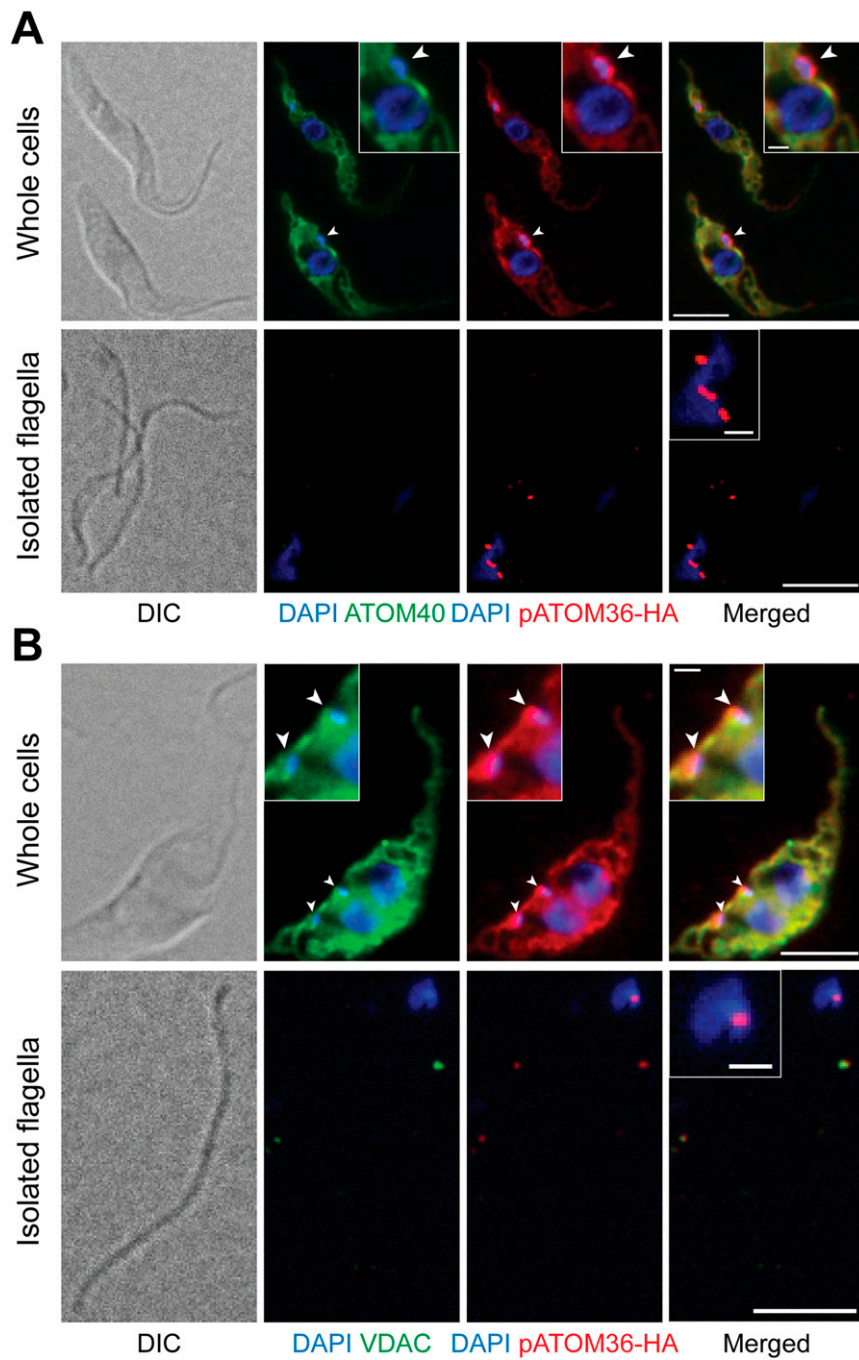 A
Whole cells
Isolated flagella
DIC
DAPI ATOM40
DAPI pATOM36-HA
Merged
B
Whole cells
Isolated flagella
DIC
DAPI VDAC
DAPI pATOM36-HA
Merged